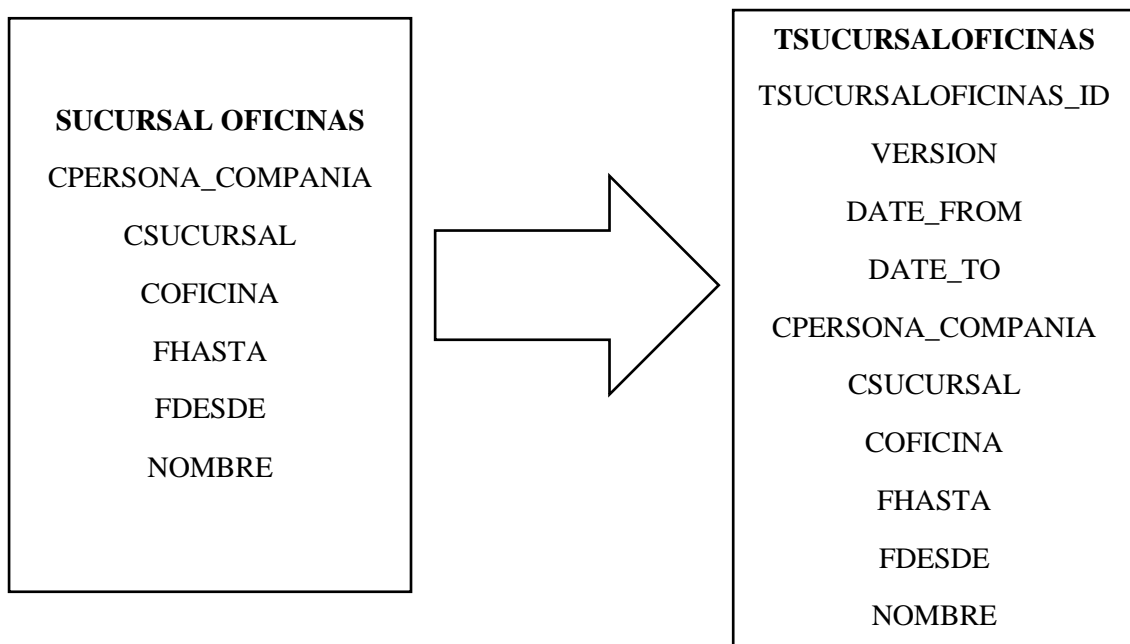 SUCURSAL OFICINAS
CPERSONA_COMPANIA
CSUCURSAL
COFICINA
FHASTA
FDESDE
NOMBRE
TSUCURSALOFICINAS
TSUCURSALOFICINAS_ID
VERSION
DATE_FROM
DATE_TO
CPERSONA_COMPANIA
CSUCURSAL
COFICINA
FHASTA
FDESDE
NOMBRE